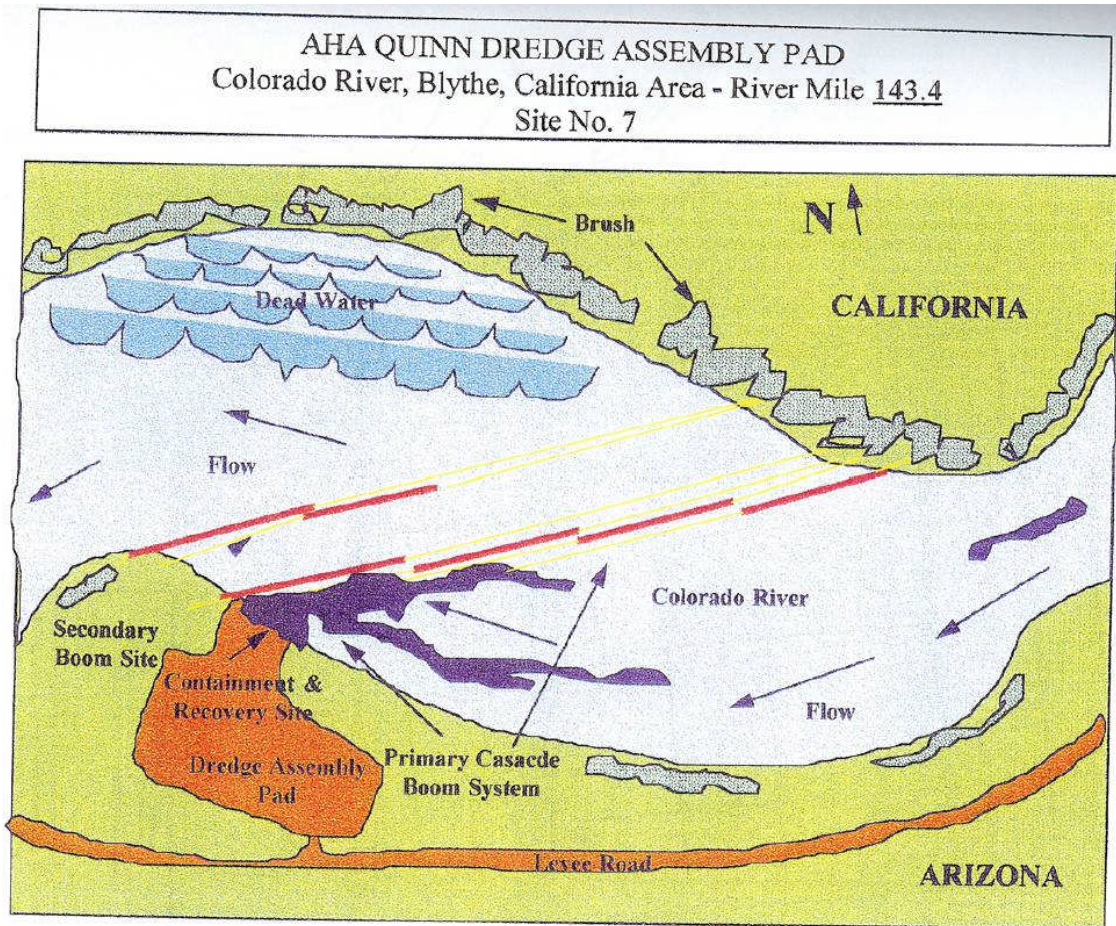 AHA QUINN DREDGE ASSEMBLY PAD
Colorado River, Blythe, California Area - River Mile 143.4
Site No. 7
Brush
N
CALIFORNIA
Dead Water
Flow
Colorado River
Secondary
Boom Site
Containment &
Recovery Site
Flow
Dredge Assembly
Pad
Primary Casacde
Boom System
Levee Road
ARIZONA